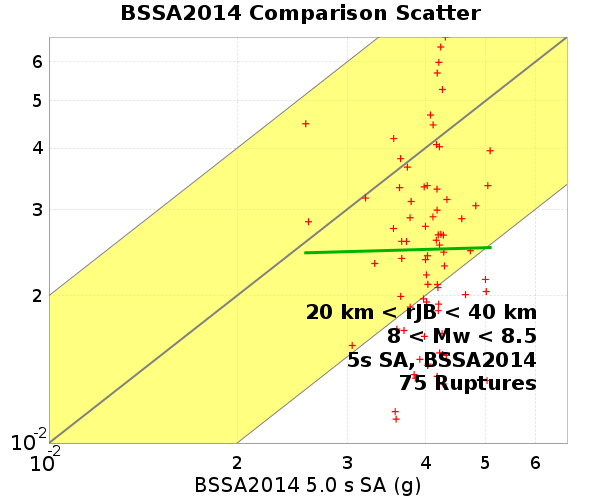 BSSA2014 Comparison Scatter
6
5
4
3
2
10-2
20 km < rJB < 40 km
8 < Mw < 8.5
5s SA, BSSA2014
75 Ruptures
10-2 2 3 4 5 6
BSSA2014 5.0 s SA (g)